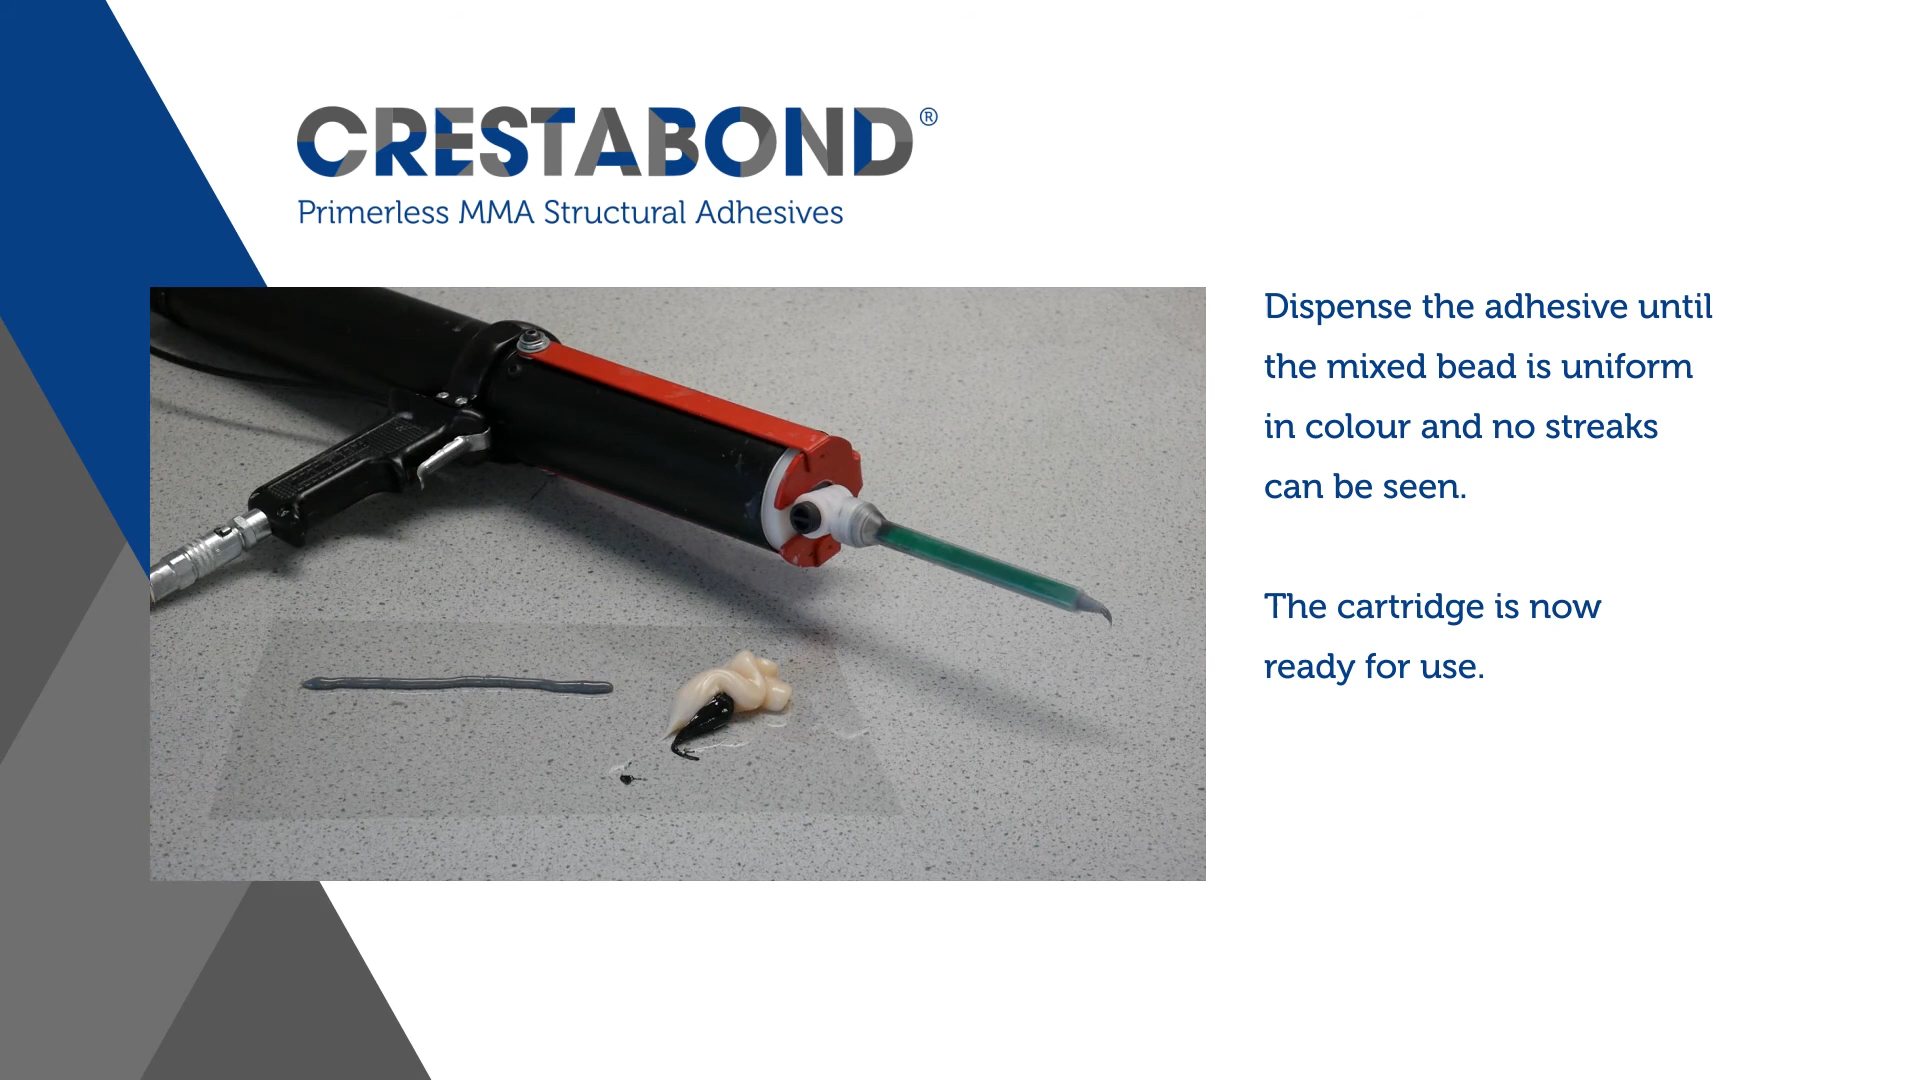 CRESTABOND®
Primerless MMA Structural Adhesives
Dispense the adhesive until
the mixed bead is uniform
in colour and no streaks
can be seen.
The cartridge is now
ready for use.